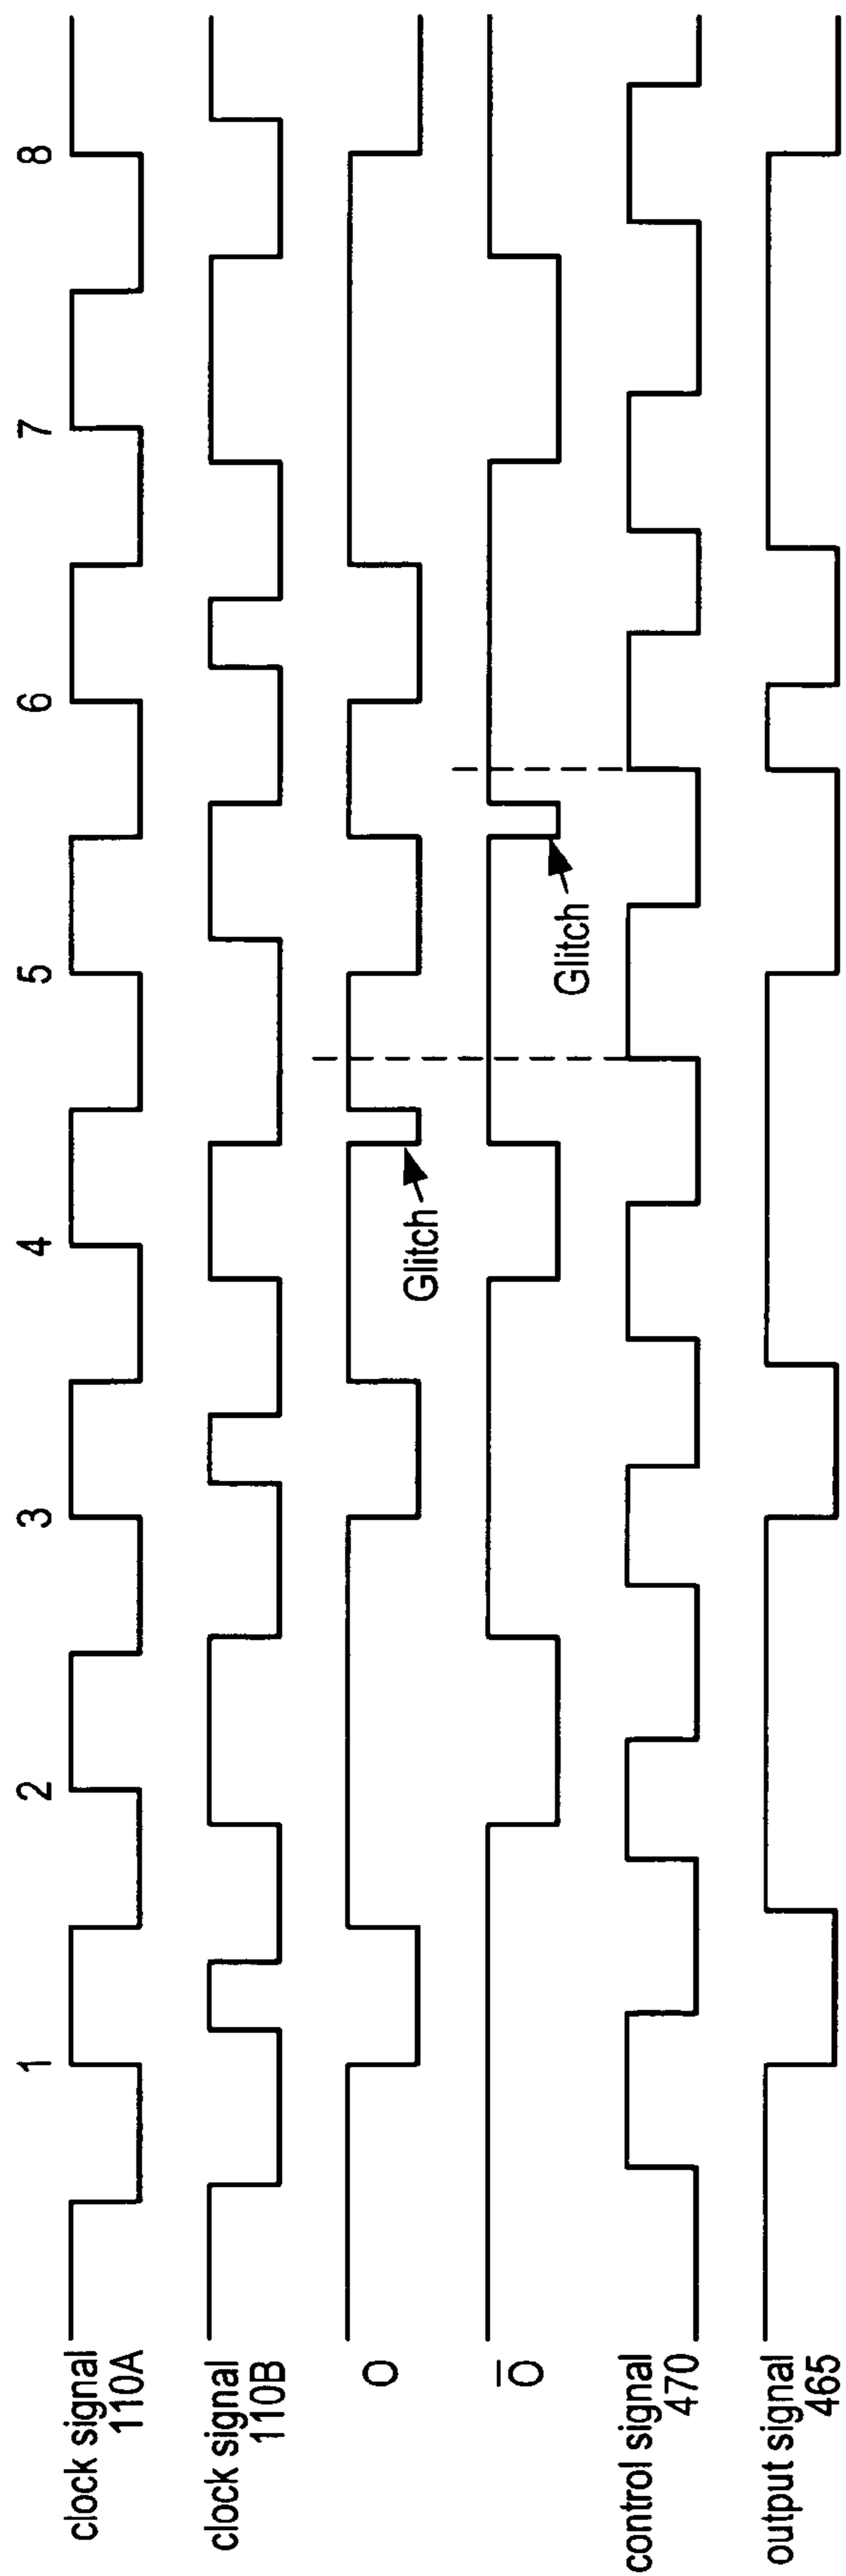 1 2 3 4 5 6 7 8
clock signal
110A
clock signal
110B
O
Glitch
O̅
Glitch
control signal
470
output signal
465